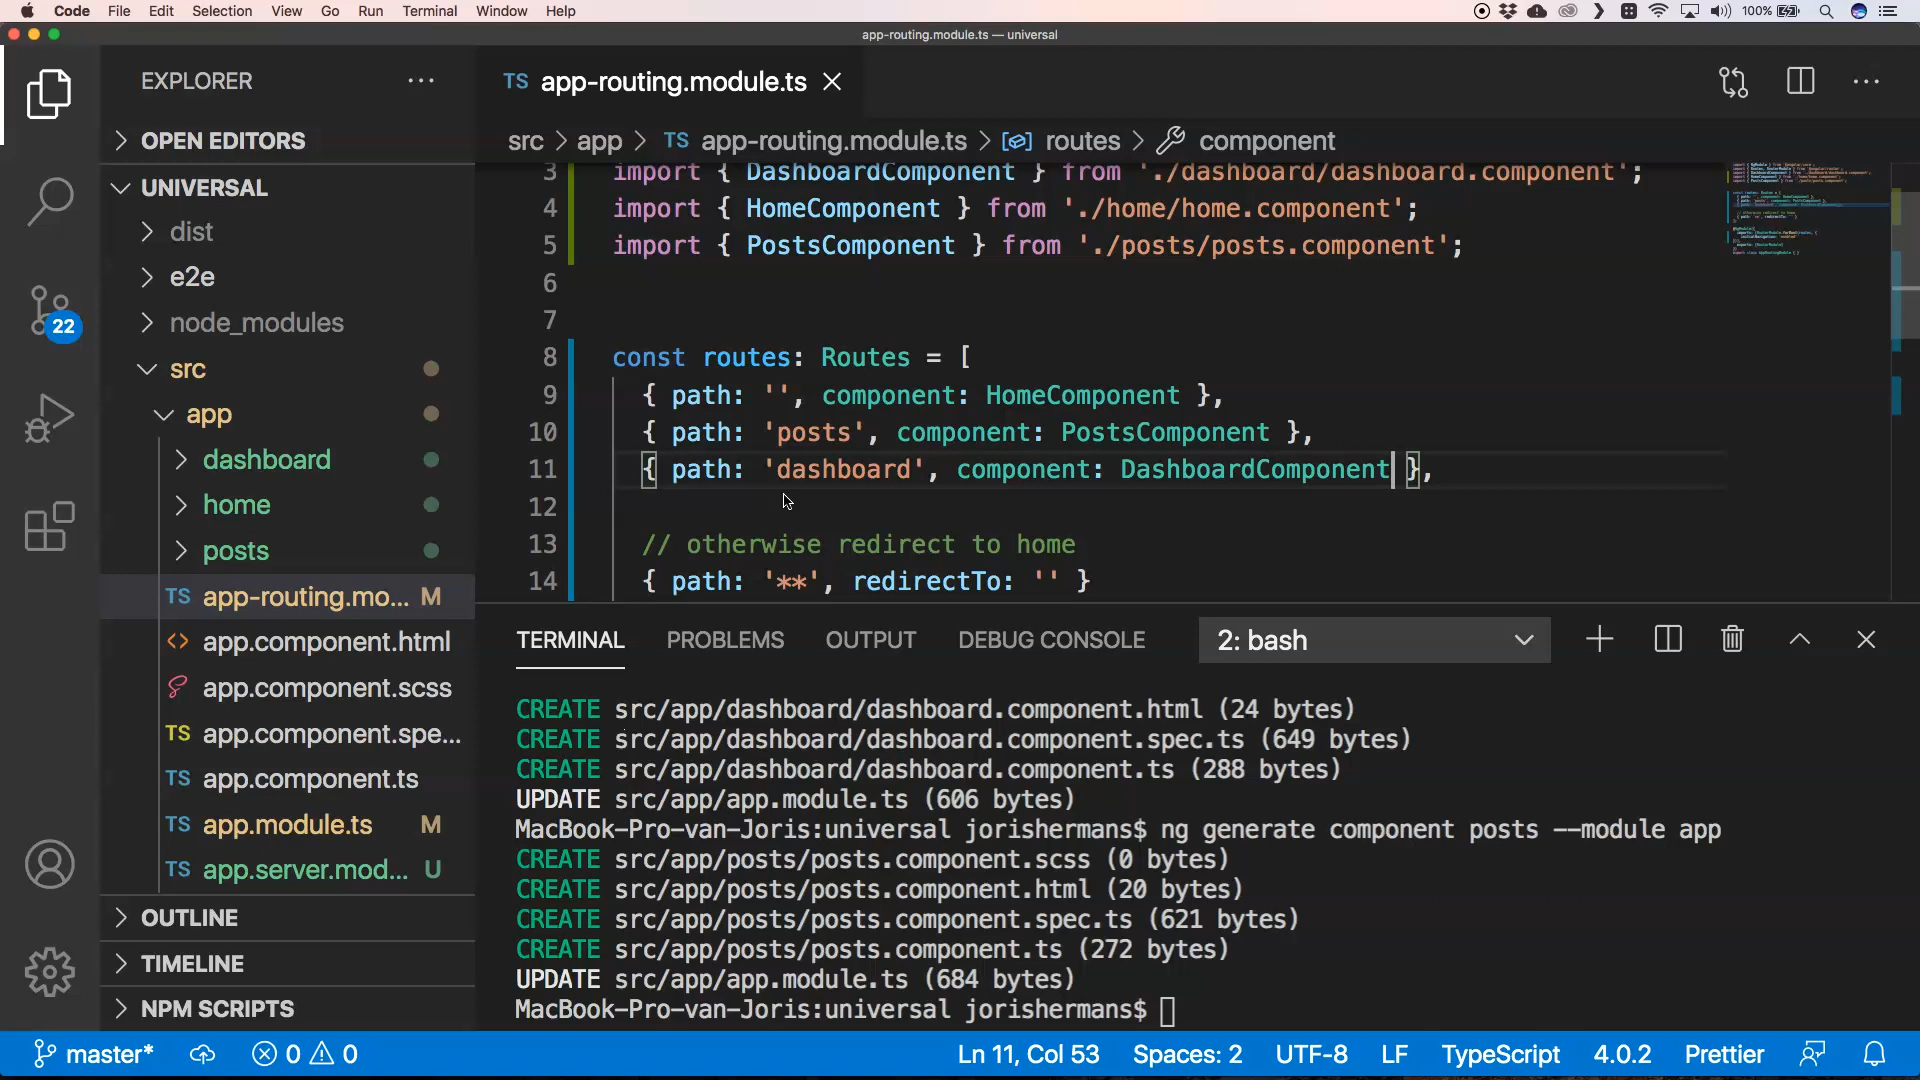 Code File Edit Selection View Go Run Terminal Window Help 100%
app-routing.module.ts — universal
EXPLORER
OPEN EDITORS
UNIVERSAL
dist
e2e
node_modules
src
app
dashboard
home
posts
TS app-routing.mo... M
<> app.component.html
app.component.scss
TS app.component.spe...
TS app.component.ts
TS app.module.ts M
TS app.server.mod... U
OUTLINE
TIMELINE
NPM SCRIPTS
22
TS app-routing.module.ts
src > app > TS app-routing.module.ts > routes > component
3 import { DashboardComponent } from './dashboard/dashboard.component';
4 import { HomeComponent } from './home/home.component';
5 import { PostsComponent } from './posts/posts.component';
6
7
8 const routes: Routes = [
9 { path: '', component: HomeComponent },
10 { path: 'posts', component: PostsComponent },
11 { path: 'dashboard', component: DashboardComponent },
12
13 // otherwise redirect to home
14 { path: '**', redirectTo: '' }
TERMINAL PROBLEMS OUTPUT DEBUG CONSOLE 2: bash
CREATE src/app/dashboard/dashboard.component.html (24 bytes)
CREATE src/app/dashboard/dashboard.component.spec.ts (649 bytes)
CREATE src/app/dashboard/dashboard.component.ts (288 bytes)
UPDATE src/app/app.module.ts (606 bytes)
MacBook-Pro-van-Joris:universal jorishermans$ ng generate component posts --module app
CREATE src/app/posts/posts.component.scss (0 bytes)
CREATE src/app/posts/posts.component.html (20 bytes)
CREATE src/app/posts/posts.component.spec.ts (621 bytes)
CREATE src/app/posts/posts.component.ts (272 bytes)
UPDATE src/app/app.module.ts (684 bytes)
MacBook-Pro-van-Joris:universal jorishermans$
master* 0 0 Ln 11, Col 53 Spaces: 2 UTF-8 LF TypeScript 4.0.2 Prettier